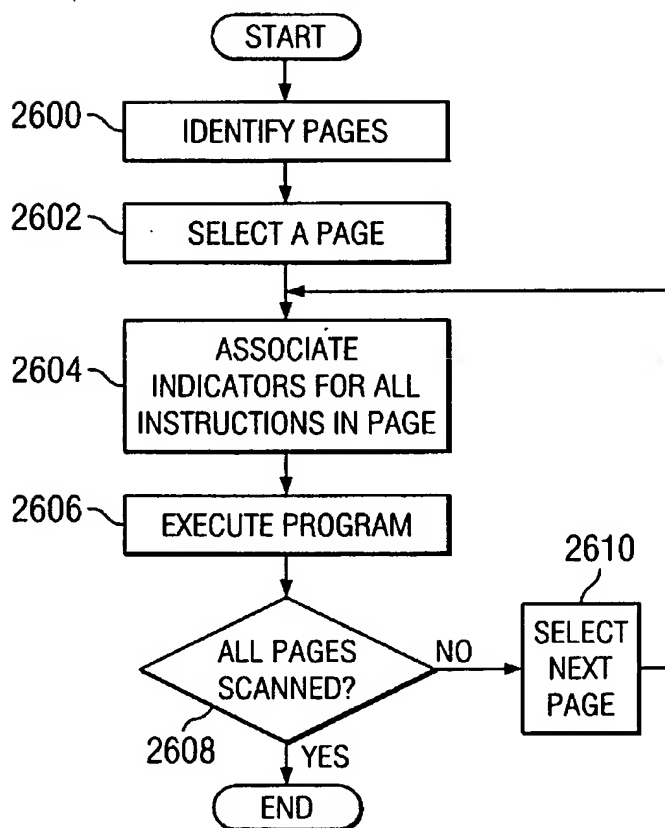 START
2600
IDENTIFY PAGES
2602
SELECT A PAGE
2604
ASSOCIATE
INDICATORS FOR ALL
INSTRUCTIONS IN PAGE
2606
EXECUTE PROGRAM
2608
ALL PAGES
SCANNED?
NO
2610
SELECT
NEXT
PAGE
YES
END